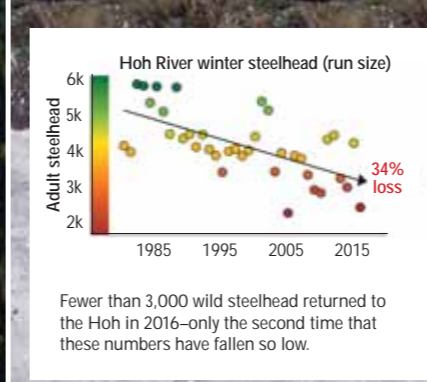 Hoh River winter steelhead (run size)
Adult steelhead
6k
5k
4k
3k
2k
34%
loss
1985 1995 2005 2015
Fewer than 3,000 wild steelhead returned to
the Hoh in 2016–only the second time that
these numbers have fallen so low.